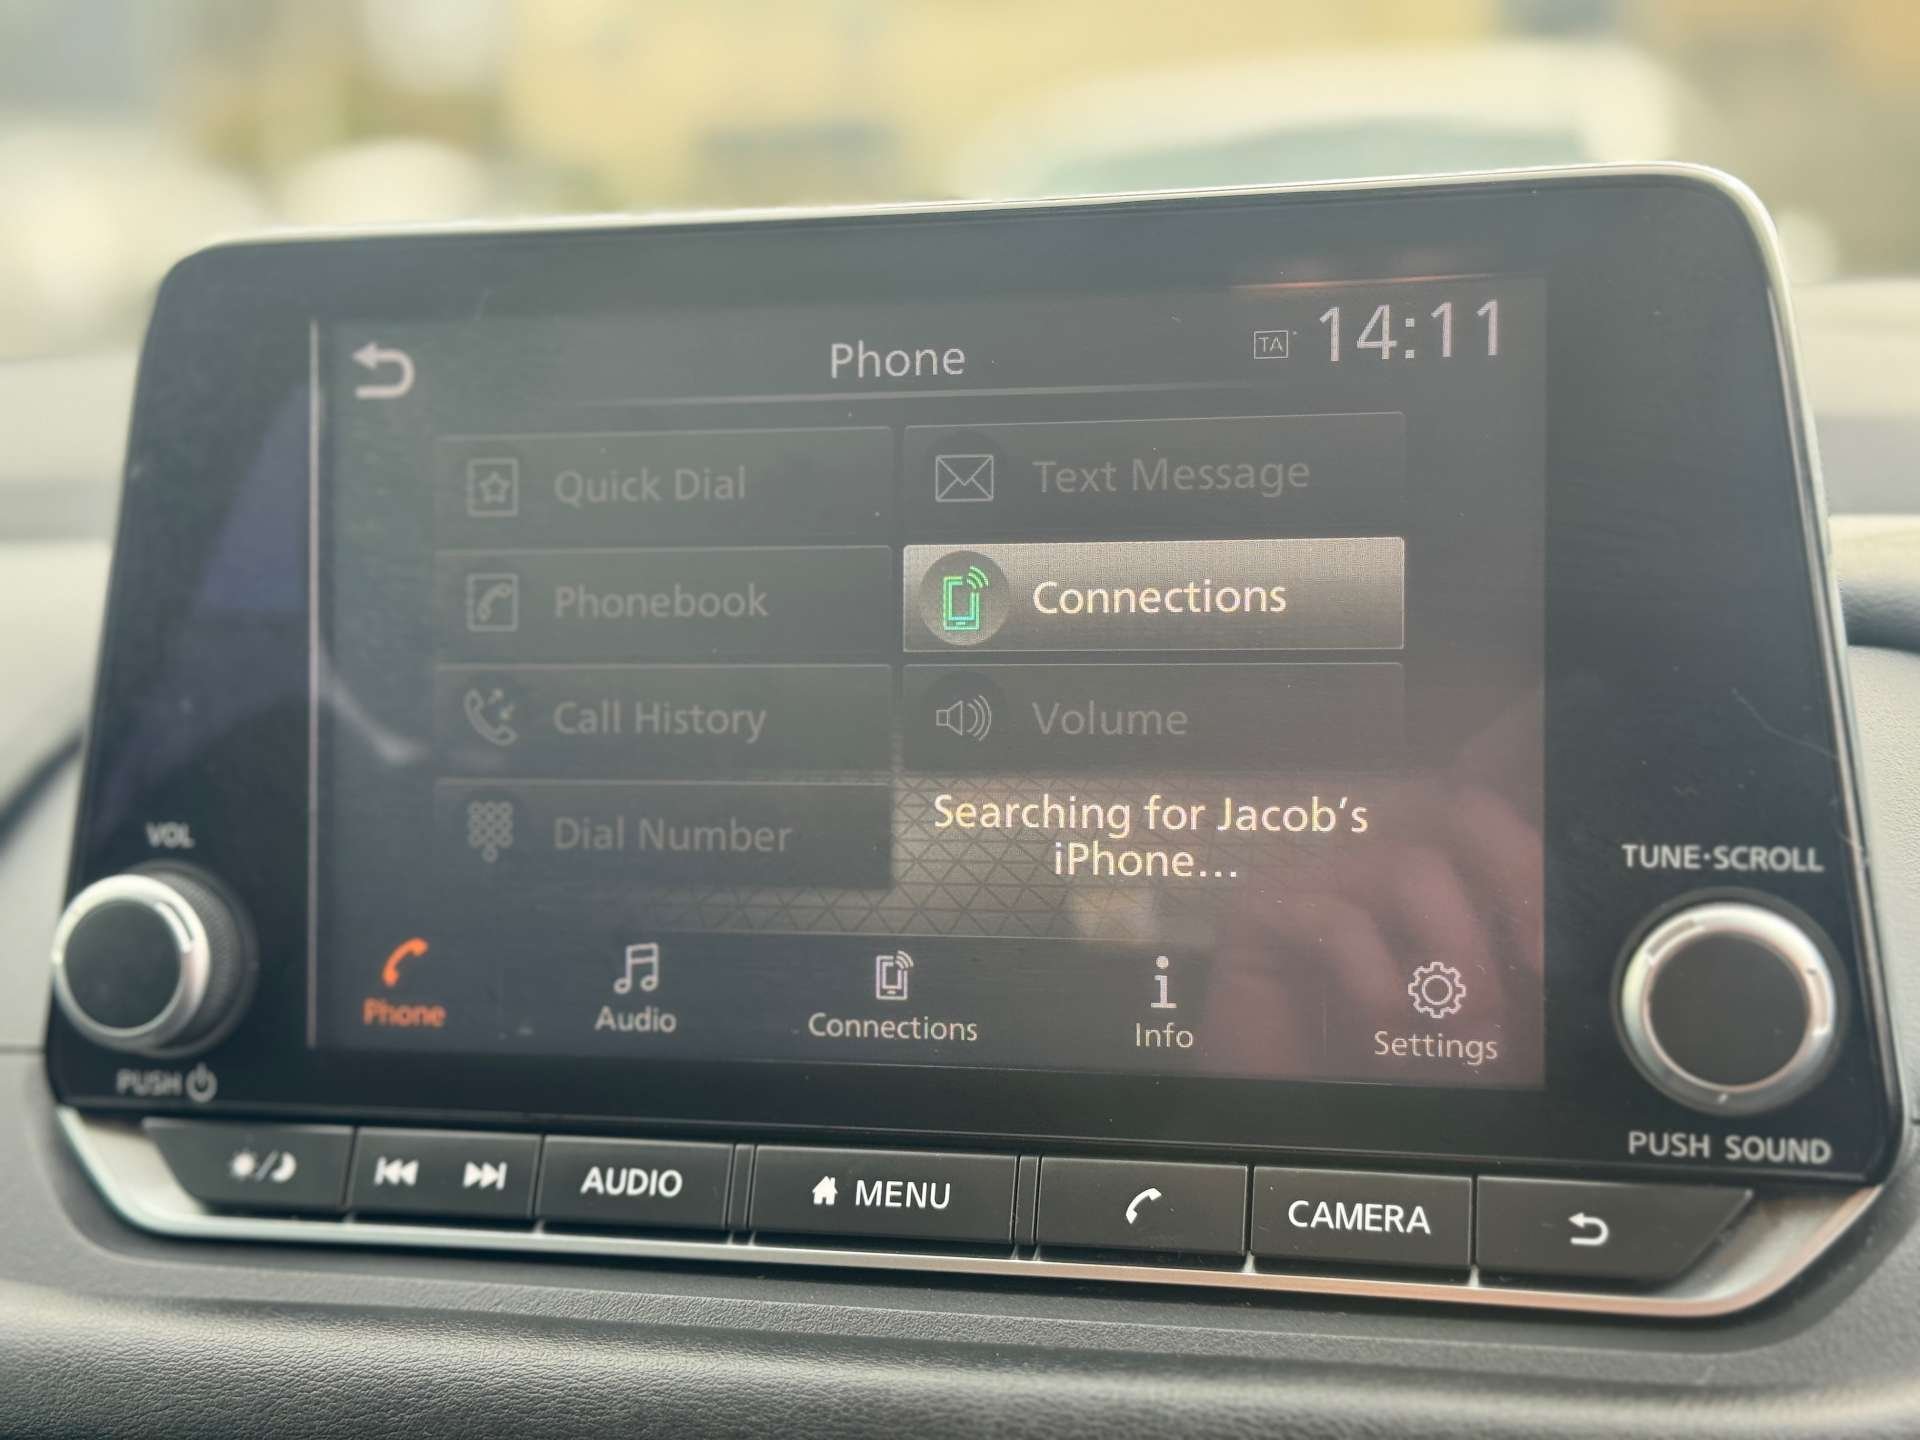 Phone
TA 14:11
Quick Dial
Text Message
Phonebook
Connections
Call History
Volume
Dial Number
Searching for Jacob's
iPhone...
VOL
TUNE·SCROLL
Phone
Audio
Connections
Info
Settings
PUSH
PUSH SOUND
AUDIO
MENU
CAMERA